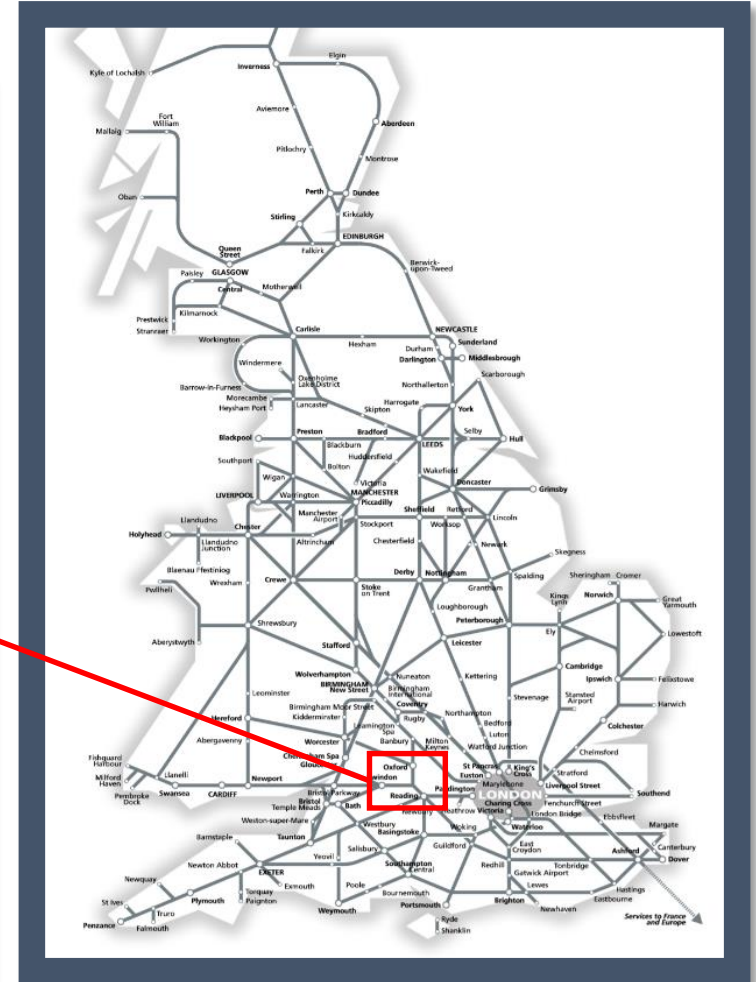 Elgin
Inverness
Kyle of Lochalsh
Aviemore
Fort
William
Aberdeen
Mallaig
Pitlochry
Montrose
Perth
Dundee
Oban
Stirling
Kirkcaldy
EDINBURGH
Queen
Street
Falkirk
Berwick-
upon-Tweed
Paisley
GLASGOW
Central
Motherwell
Prestwick
Kilmarnock
Stranraer
Carlisle
NEWCASTLE
Workington
Hexham
Sunderland
Durham
Darlington
Middlesbrough
Windermere
Scarborough
Oxenholme
Lake District
Barrow-in-Furness
Northallerton
Morecambe
Lancaster
Harrogate
York
Heysham Port
Skipton
Preston
Bradford
Selby
Blackpool
Blackburn
LEEDS
Hull
Huddersfield
Southport
Bolton
Wakefield
Wigan
Victoria
Doncaster
LIVERPOOL
Warrington
MANCHESTER
Piccadilly
Grimsby
Manchester
Airport
Sheffield
Retford
Llandudno
Stockport
Worksop
Lincoln
Holyhead
Chester
Llandudno
Junction
Altrincham
Chesterfield
Newark
Skegness
Blaenau Ffestiniog
Derby
Nottingham
Crewe
Stoke
on Trent
Grantham
Spalding
Sheringham
Cromer
Pwllheli
Wrexham
Kings
Lynn
Norwich
Great
Yarmouth
Loughborough
Peterborough
Shrewsbury
Ely
Aberystwyth
Stafford
Leicester
Lowestoft
Wolverhampton
Nuneaton
Kettering
Cambridge
BIRMINGHAM
New Street
Birmingham
International
Ipswich
Felixstowe
Leominster
Coventry
Stevenage
Stansted
Airport
Birmingham Moor Street
Rugby
Northampton
Harwich
Hereford
Kidderminster
Leamington
Spa
Bedford
Colchester
Abergavenny
Worcester
Banbury
Milton
Keynes
Luton
Watford Junction
Chelmsford
Fishguard
Harbour
Cheltenham Spa
Gloucester
Oxford
St Pancras
King's
Cross
Milford
Haven
Llanelli
Newport
Swindon
Euston
Stratford
Marylebone
Liverpool Street
Pembroke
Dock
Swansea
CARDIFF
Bristol Parkway
Reading
Paddington
LONDON
Southend
Bristol
Temple Meads
Bath
Newbury
Heathrow
Victoria
Charing Cross
Fenchurch Street
London Bridge
Ebbsfleet
Weston-super-Mare
Westbury
Basingstoke
Woking
Waterloo
Margate
Barnstaple
Taunton
Salisbury
Guildford
East
Croydon
Canterbury
Yeovil
Redhill
Tonbridge
Ashford
Dover
Newton Abbot
EXETER
Southampton
Central
Gatwick Airport
Newquay
Exmouth
Poole
Bournemouth
Lewes
Hastings
St Ives
Plymouth
Torquay
Paignton
Weymouth
Portsmouth
Brighton
Newhaven
Eastbourne
Truro
Penzance
Falmouth
Ryde
Shanklin
Services to France
and Europe